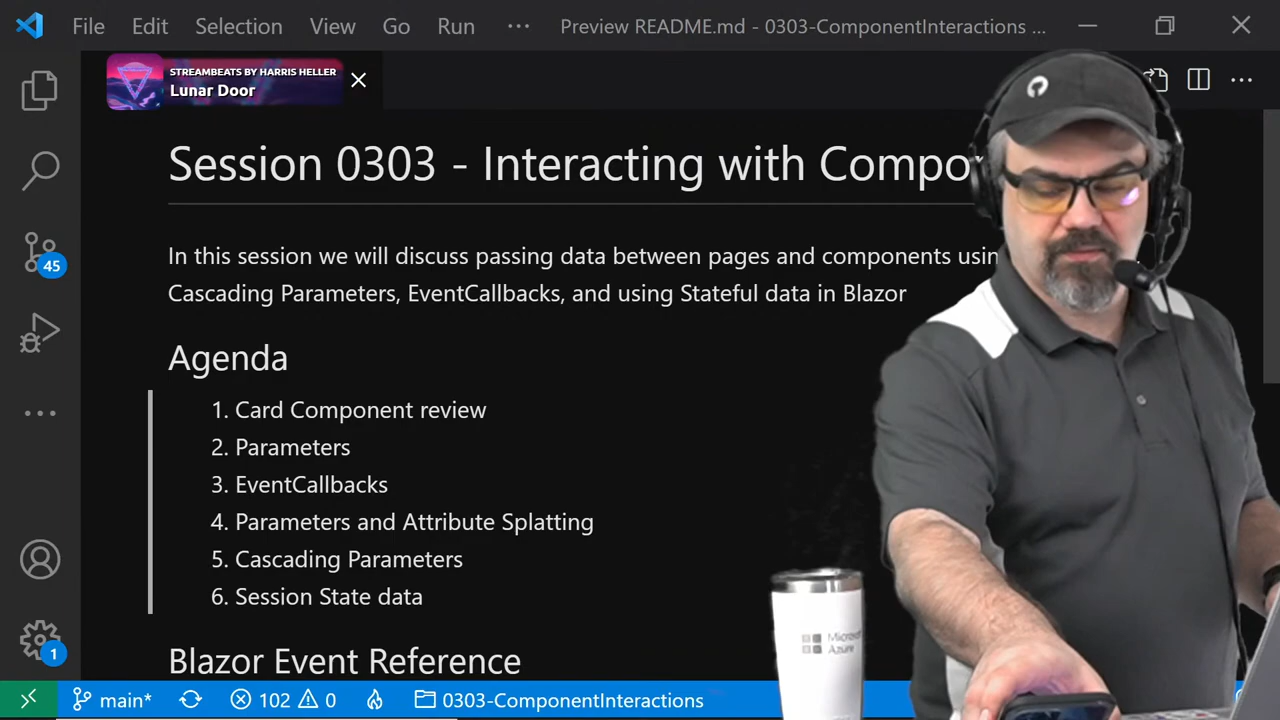 File Edit Selection View Go Run ··· Preview README.md - 0303-ComponentInteractions ...
STREAMBEATS BY HARRIS HELLER
Lunar Door
Session 0303 - Interacting with Compo
In this session we will discuss passing data between pages and components usin
Cascading Parameters, EventCallbacks, and using Stateful data in Blazor
45
Agenda
1. Card Component review
2. Parameters
3. EventCallbacks
4. Parameters and Attribute Splatting
5. Cascading Parameters
6. Session State data
Microsof
Azure
Blazor Event Reference
1
main* 102 0 0303-ComponentInteractions